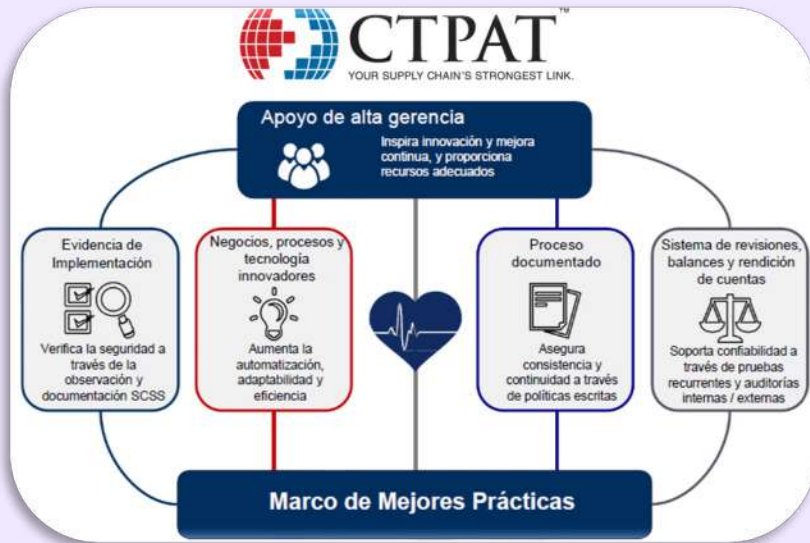 CTPAT™
YOUR SUPPLY CHAIN'S STRONGEST LINK.
Apoyo de alta gerencia
Inspira innovación y mejora
continua, y proporciona
recursos adecuados
Evidencia de
Implementación
Verifica la seguridad a
través de la
observación y
documentación SCSS
Negocios, procesos y
tecnología
innovadores
Aumenta la
automatización,
adaptabilidad y
eficiencia
Proceso
documentado
Asegura
consistencia y
continuidad a través
de políticas escritas
Sistema de revisiones,
balances y rendición
de cuentas
Soporta confiabilidad a
través de pruebas
recurrentes y auditorías
internas / externas
Marco de Mejores Prácticas